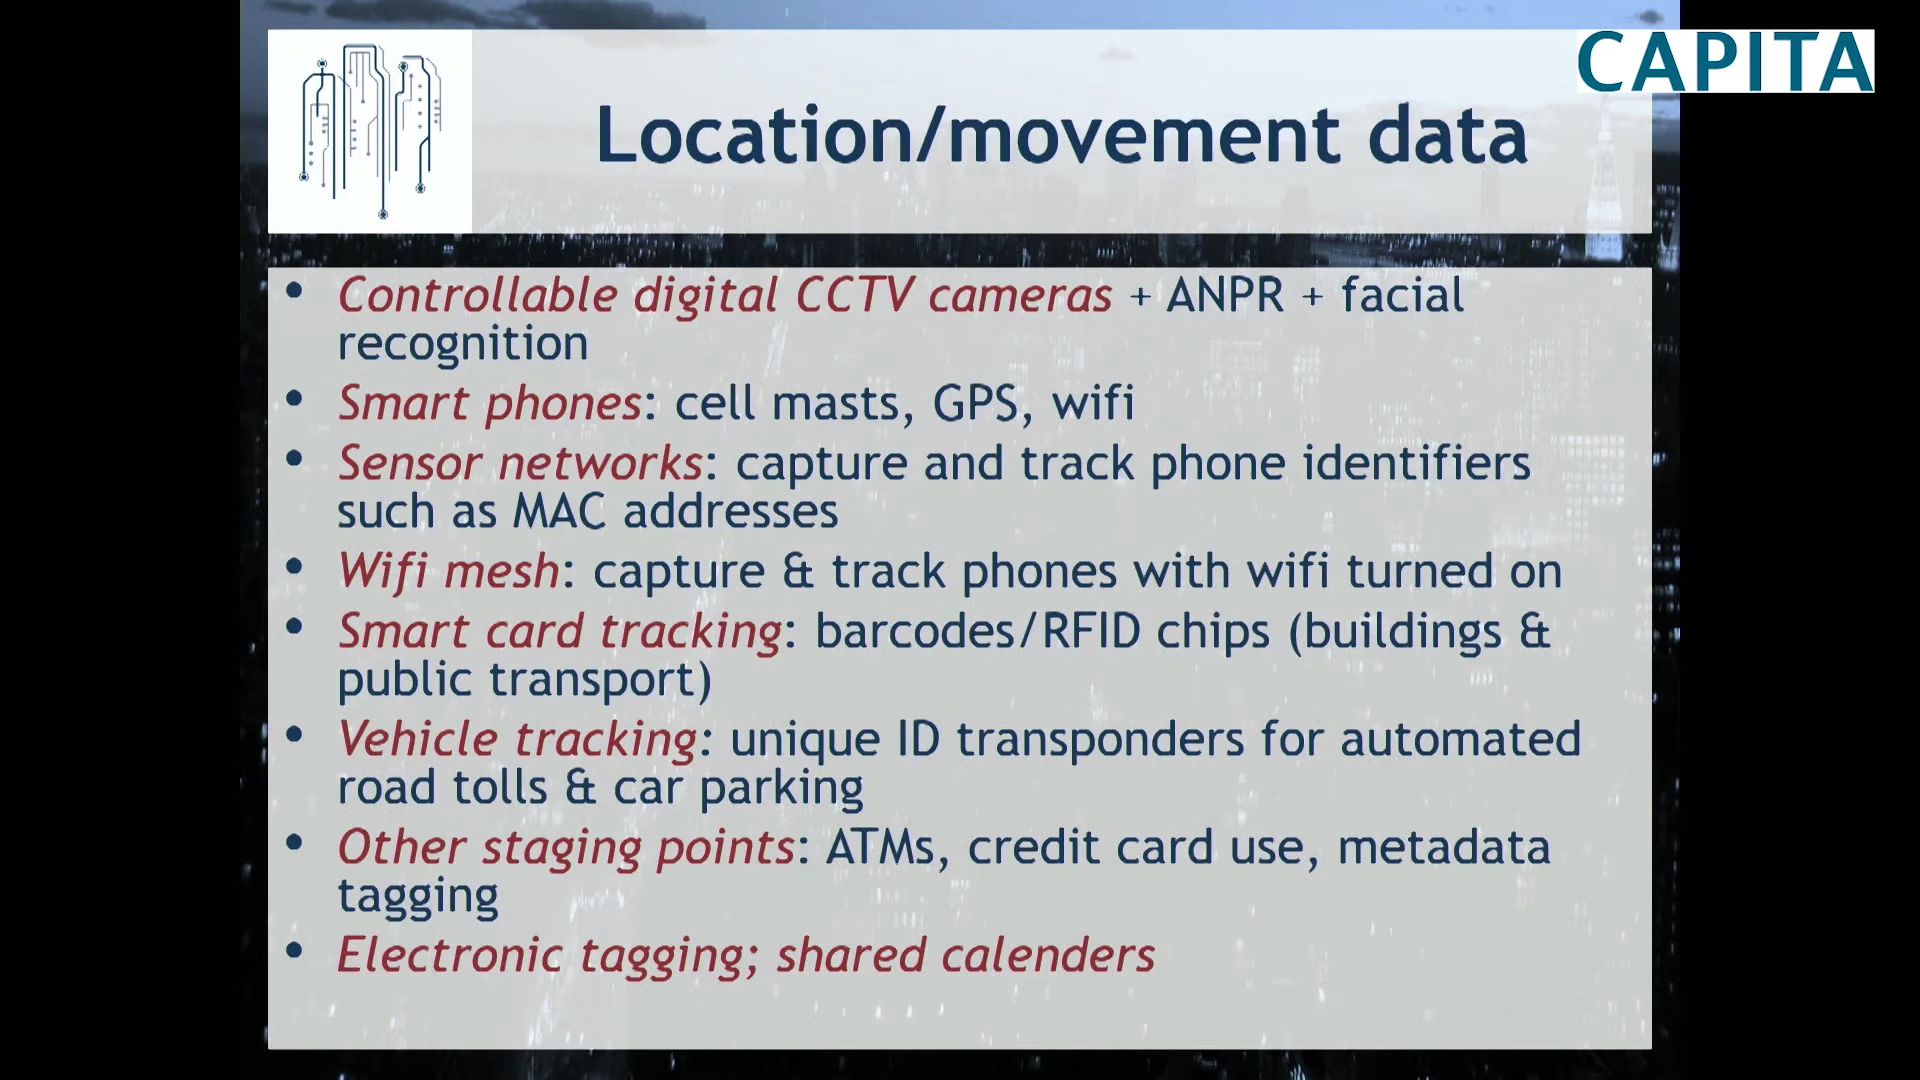 CAPITA
Location/movement data
• Controllable digital CCTV cameras + ANPR + facial
recognition
• Smart phones: cell masts, GPS, wifi
• Sensor networks: capture and track phone identifiers
such as MAC addresses
• Wifi mesh: capture & track phones with wifi turned on
• Smart card tracking: barcodes/RFID chips (buildings &
public transport)
• Vehicle tracking: unique ID transponders for automated
road tolls & car parking
• Other staging points: ATMs, credit card use, metadata
tagging
• Electronic tagging; shared calenders